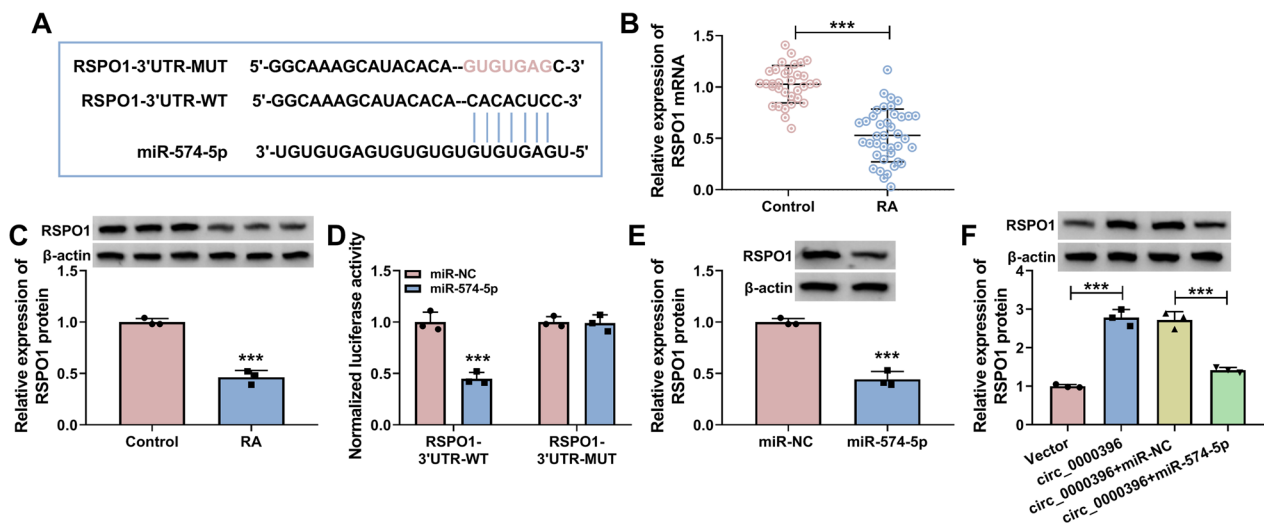 A
RSPO1-3'UTR-MUT 5'-GGCAAAGCAUACACA--GUGUGAGC-3'
RSPO1-3'UTR-WT 5'-GGCAAAGCAUACACA--CACACUCC-3'
miR-574-5p 3'-UGUGUGAGUGUGUGUGUGUGAGU-5'
B
Relative expression of
RSPO1 mRNA
1.5
1.0
0.5
0.0
***
Control RA
C
RSPO1
β-actin
Relative expression of
RSPO1 protein
1.5
1.0
0.5
0.0
***
Control RA
D
Normalized luciferase activity
1.5
1.0
0.5
0.0
miR-NC
miR-574-5p
***
RSPO1-
3'UTR-WT
RSPO1-
3'UTR-MUT
E
RSPO1
β-actin
Relative expression of
RSPO1 protein
1.5
1.0
0.5
0.0
***
miR-NC miR-574-5p
F
RSPO1
β-actin
Relative expression of
RSPO1 protein
4
3
2
1
0
***
***
Vector
circ_0000396
circ_0000396+miR-NC
circ_0000396+miR-574-5p